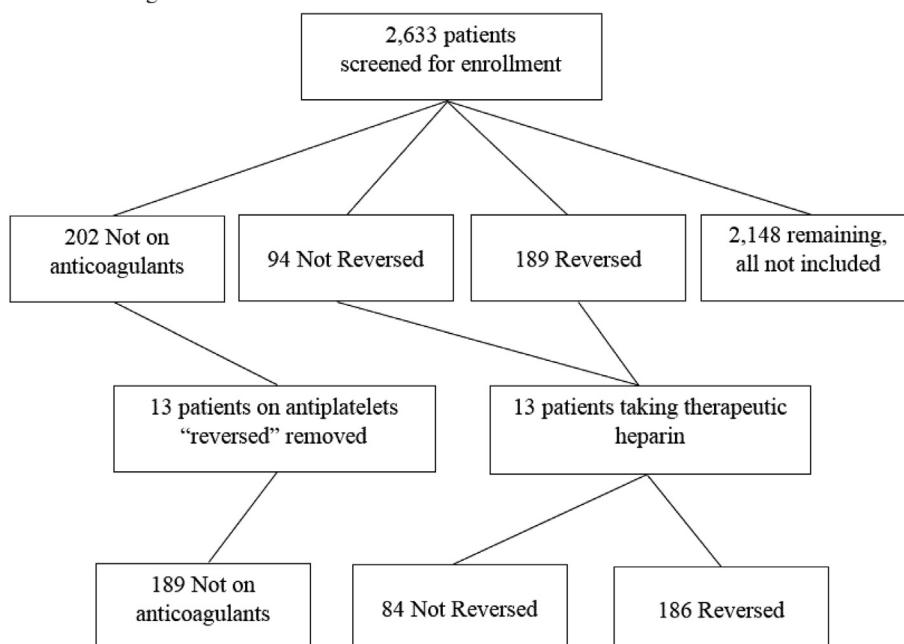 2,633 patients
screened for enrollment
202 Not on
anticoagulants
94 Not Reversed
189 Reversed
2,148 remaining,
all not included
13 patients on antiplatelets
“reversed” removed
13 patients taking therapeutic
heparin
189 Not on
anticoagulants
84 Not Reversed
186 Reversed